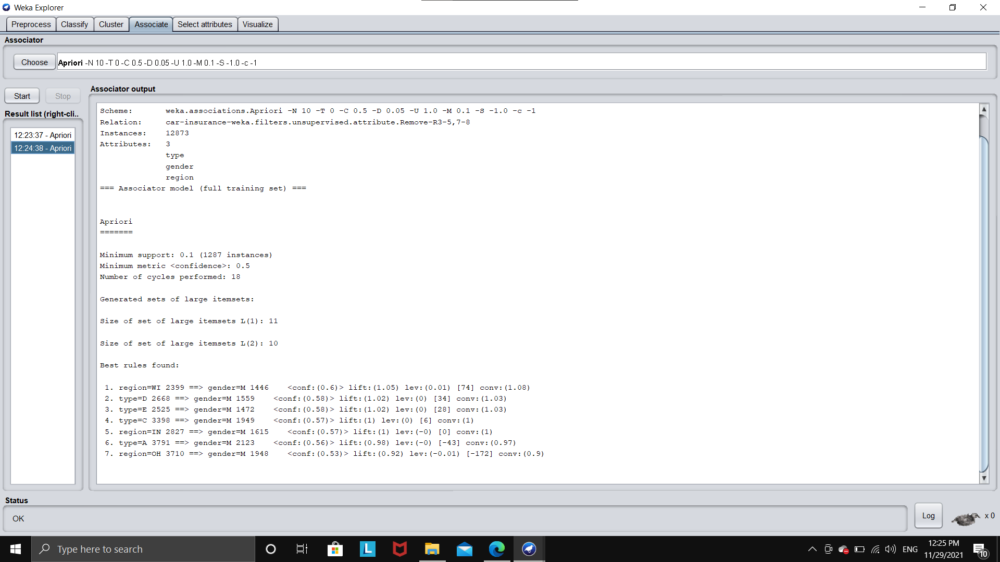 Weka Explorer
Preprocess Classify Cluster Associate Select attributes Visualize
Associator
Choose Apriori -N 10 -T 0 -C 0.5 -D 0.05 -U 1.0 -M 0.1 -S -1.0 -c -1
Start Stop
Result list (right-cli..
12:23:37 - Apriori
12:24:38 - Apriori
Associator output
Scheme: weka.associations.Apriori -N 10 -T 0 -C 0.5 -D 0.05 -U 1.0 -M 0.1 -S -1.0 -c -1
Relation: car-insurance-weka.filters.unsupervised.attribute.Remove-R3-5,7-8
Instances: 12873
Attributes: 3
type
gender
region
=== Associator model (full training set) ===
Apriori
=======
Minimum support: 0.1 (1287 instances)
Minimum metric <confidence>: 0.5
Number of cycles performed: 18
Generated sets of large itemsets:
Size of set of large itemsets L(1): 11
Size of set of large itemsets L(2): 10
Best rules found:
1. region=WI 2399 ==> gender=M 1446 <conf:(0.6)> lift:(1.05) lev:(0.01) [74] conv:(1.08)
2. type=D 2668 ==> gender=M 1559 <conf:(0.58)> lift:(1.02) lev:(0) [34] conv:(1.03)
3. type=E 2525 ==> gender=M 1472 <conf:(0.58)> lift:(1.02) lev:(0) [28] conv:(1.03)
4. type=C 3398 ==> gender=M 1949 <conf:(0.57)> lift:(1) lev:(0) [6] conv:(1)
5. region=IN 2827 ==> gender=M 1615 <conf:(0.57)> lift:(1) lev:(-0) [0] conv:(1)
6. type=A 3791 ==> gender=M 2123 <conf:(0.56)> lift:(0.98) lev:(-0) [-43] conv:(0.97)
7. region=OH 3710 ==> gender=M 1948 <conf:(0.53)> lift:(0.92) lev:(-0.01) [-172] conv:(0.9)
Status
OK
Log
x 0
Type here to search
L
ENG
12:25 PM
11/29/2021
10